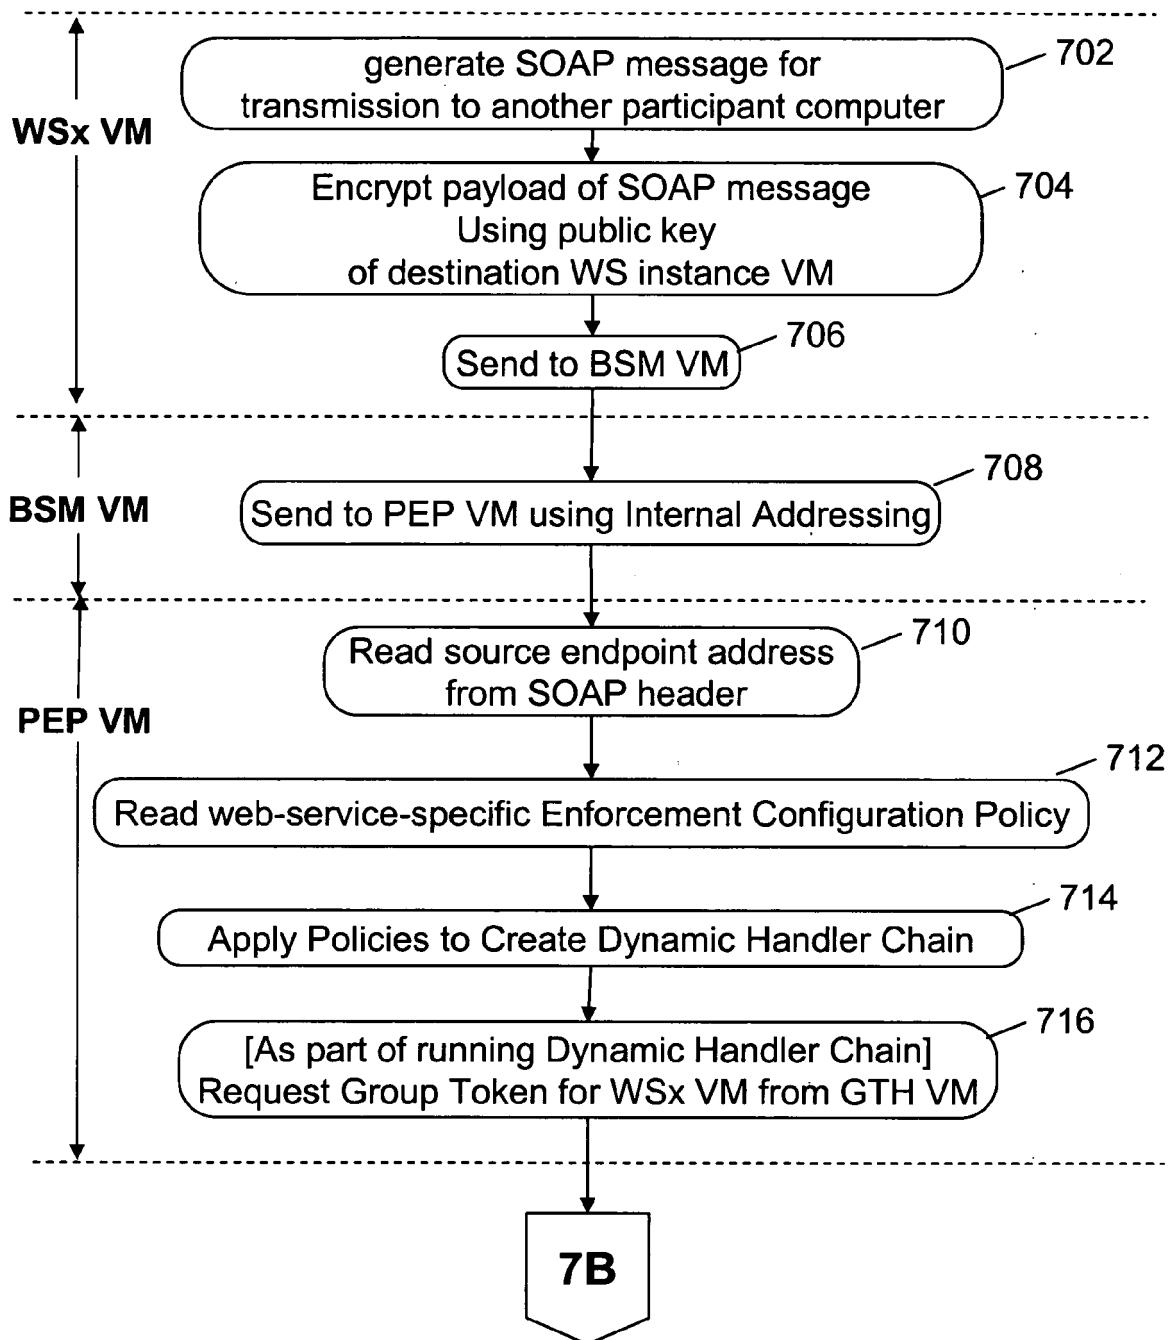 702
generate SOAP message for
transmission to another participant computer
WSx VM
704
Encrypt payload of SOAP message
Using public key
of destination WS instance VM
706
Send to BSM VM
708
BSM VM
Send to PEP VM using Internal Addressing
710
Read source endpoint address
from SOAP header
PEP VM
712
Read web-service-specific Enforcement Configuration Policy
714
Apply Policies to Create Dynamic Handler Chain
716
[As part of running Dynamic Handler Chain]
Request Group Token for WSx VM from GTH VM
7B